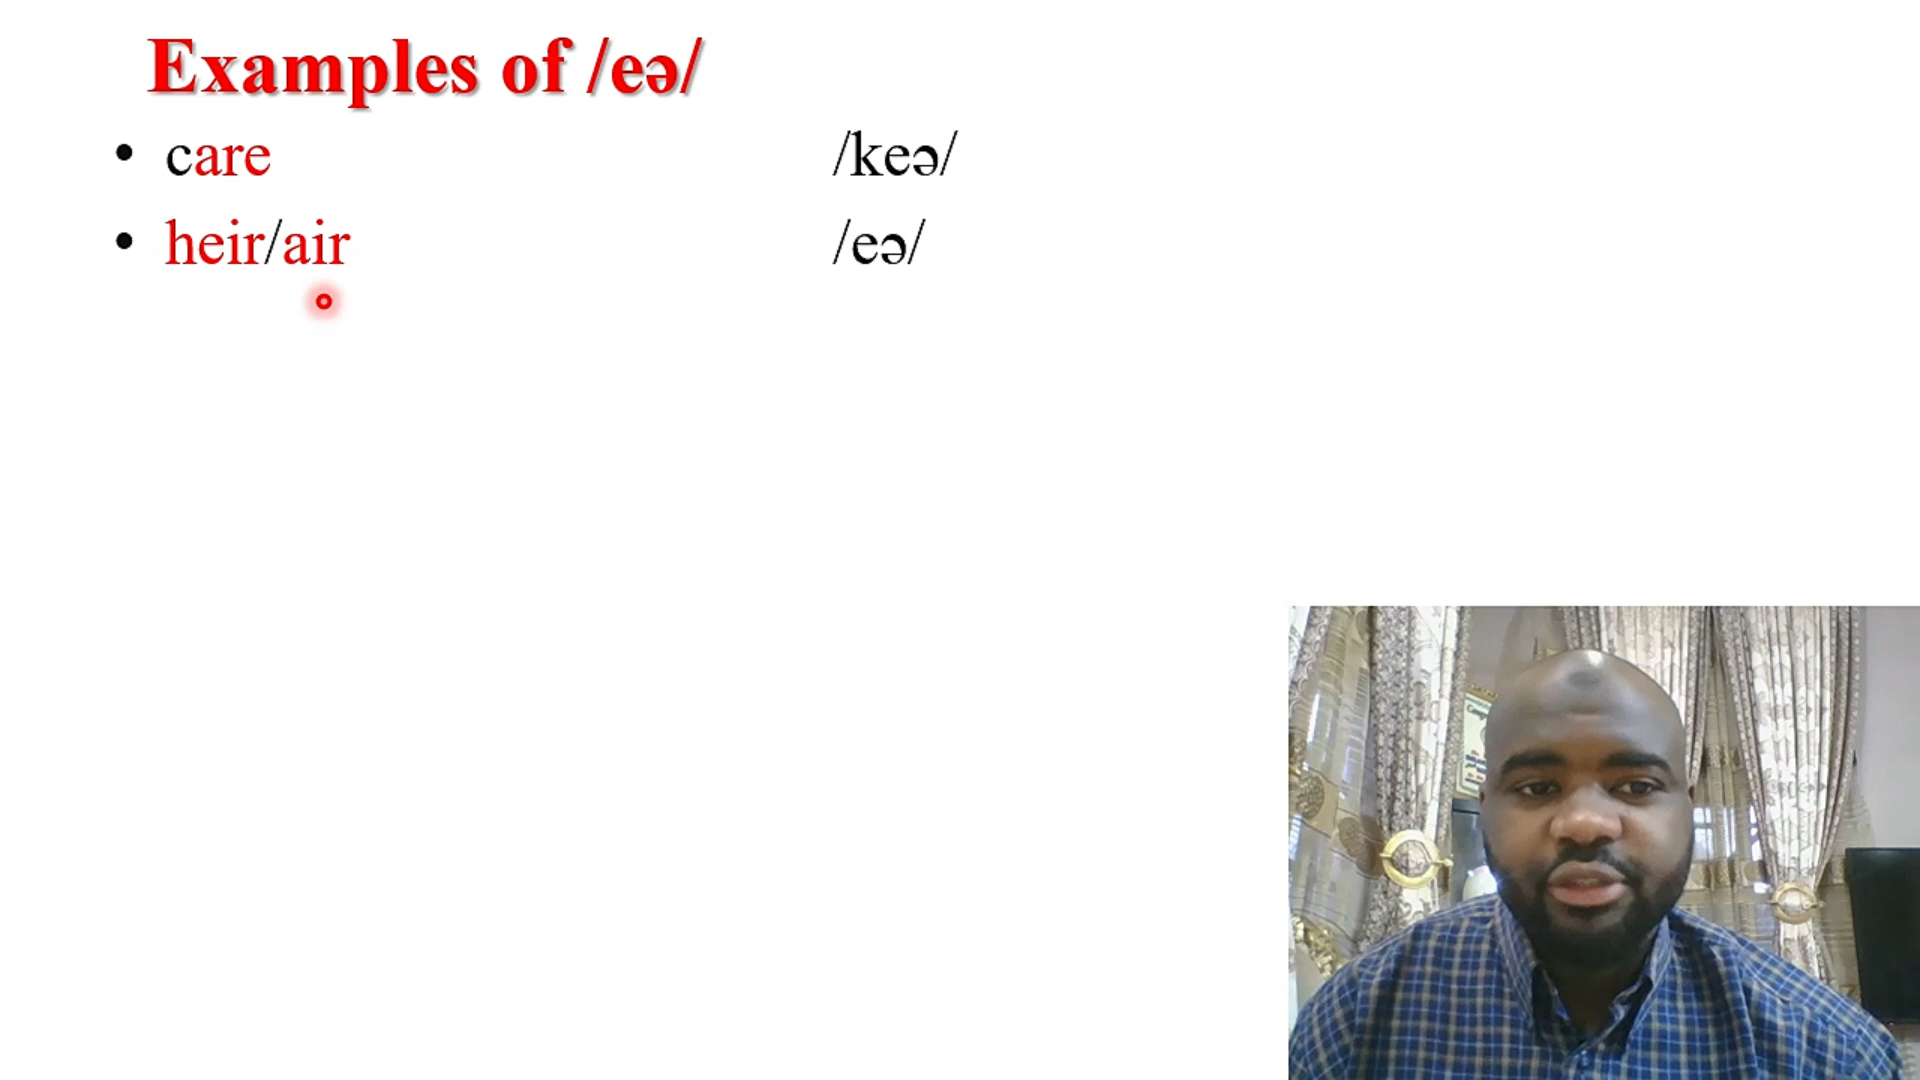 Examples of /eə/
• care /keə/
• heir/air /eə/